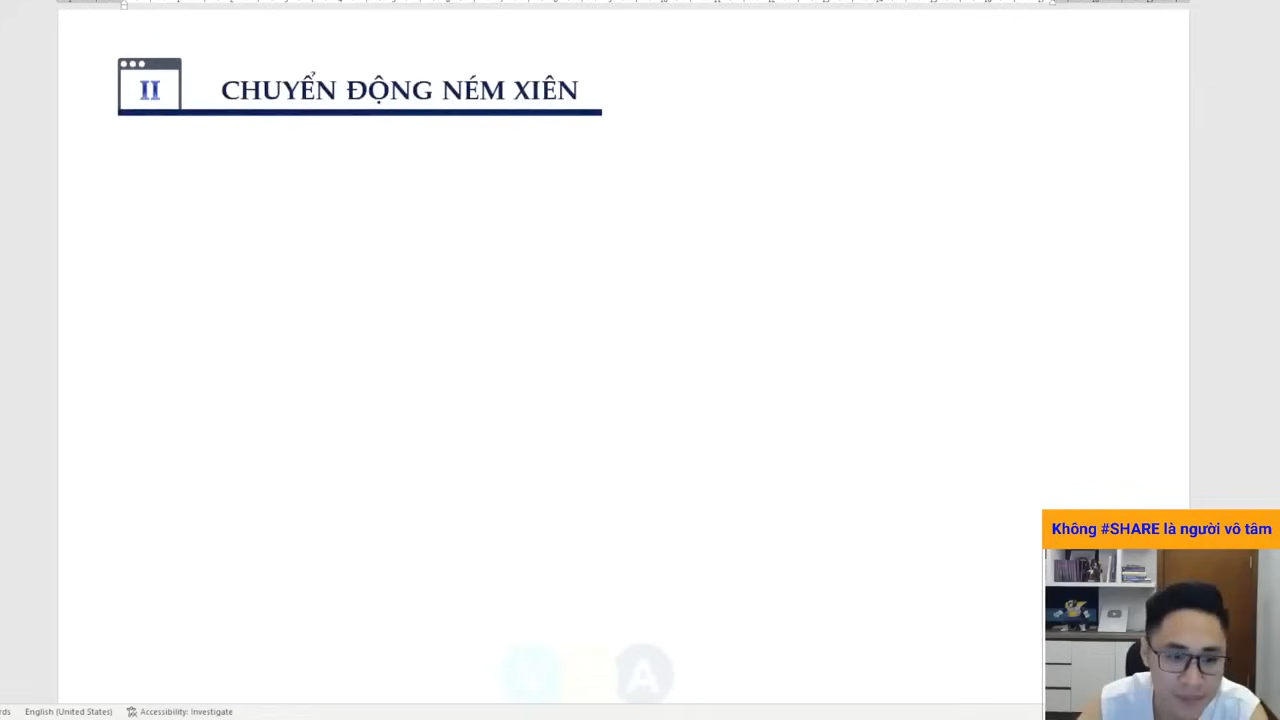 II CHUYỂN ĐỘNG NÉM XIÊN
Không #SHARE là người vô tâm
A
English (United States) Accessibility: Investigate